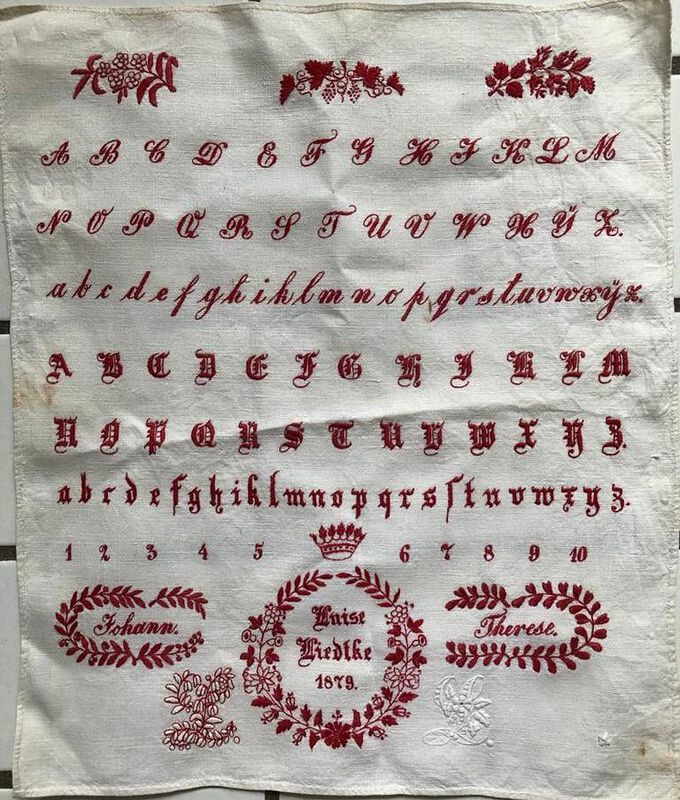 A B C D E F G H I K L M
N O P Q R S T U V W X Ÿ Z.
a b c d e f g h i k l m n o p q r s t u v w x ÿ z.
A B C D E F G H I K L M
N O P Q R S T U V W X Y Z.
a b c d e f g h i k l m n o p q r s ſ t u v w x y z.
1 2 3 4 5 6 7 8 9 10
Johann.
Luise
Liedtke
1879.
Therese.
L L